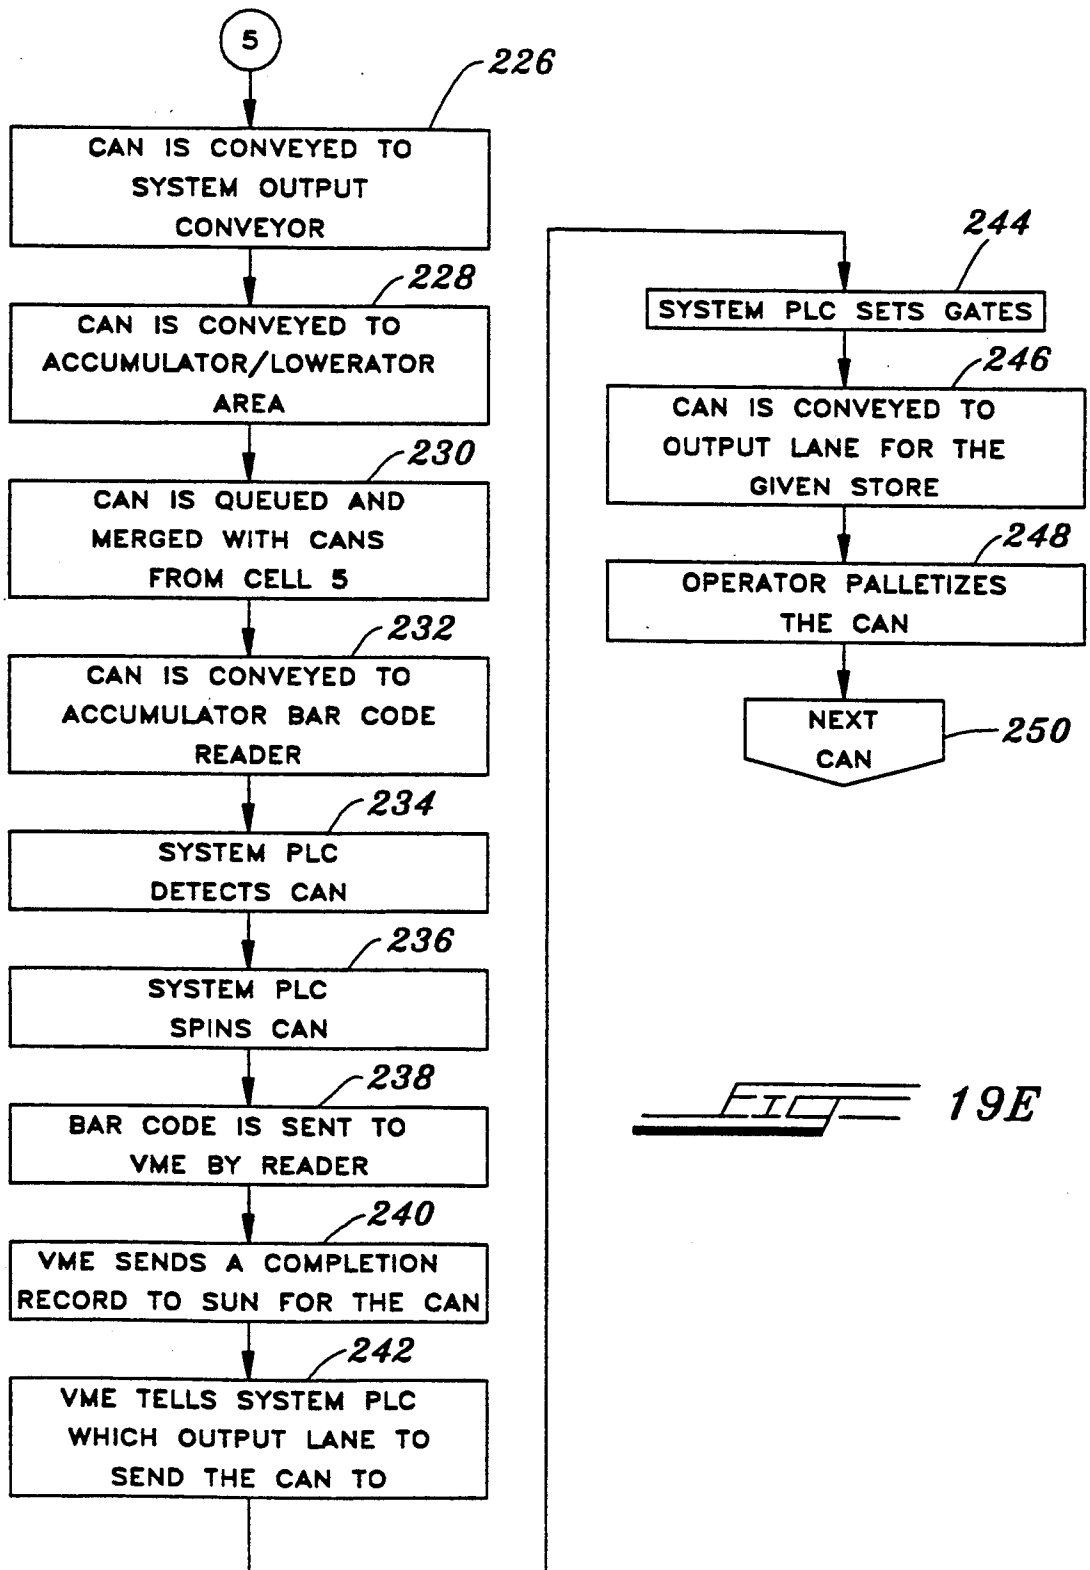 5
226
CAN IS CONVEYED TO
SYSTEM OUTPUT
CONVEYOR
228
CAN IS CONVEYED TO
ACCUMULATOR/LOWERATOR
AREA
230
CAN IS QUEUED AND
MERGED WITH CANS
FROM CELL 5
232
CAN IS CONVEYED TO
ACCUMULATOR BAR CODE
READER
234
SYSTEM PLC
DETECTS CAN
236
SYSTEM PLC
SPINS CAN
238
BAR CODE IS SENT TO
VME BY READER
240
VME SENDS A COMPLETION
RECORD TO SUN FOR THE CAN
242
VME TELLS SYSTEM PLC
WHICH OUTPUT LANE TO
SEND THE CAN TO
244
SYSTEM PLC SETS GATES
246
CAN IS CONVEYED TO
OUTPUT LANE FOR THE
GIVEN STORE
248
OPERATOR PALLETIZES
THE CAN
NEXT
CAN
250
FIG 19E